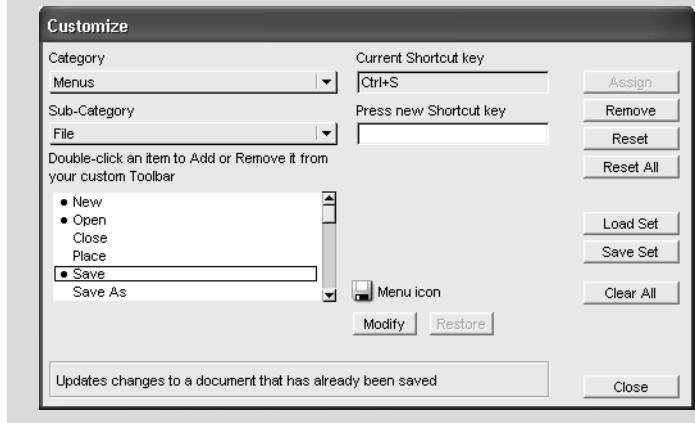 Customize
Category
Menus
Sub-Category
File
Double-click an item to Add or Remove it from
your custom Toolbar
• New
• Open
Close
Place
• Save
Save As
Current Shortcut key
Ctrl+S
Press new Shortcut key
Menu icon
Modify
Restore
Assign
Remove
Reset
Reset All
Load Set
Save Set
Clear All
Updates changes to a document that has already been saved
Close